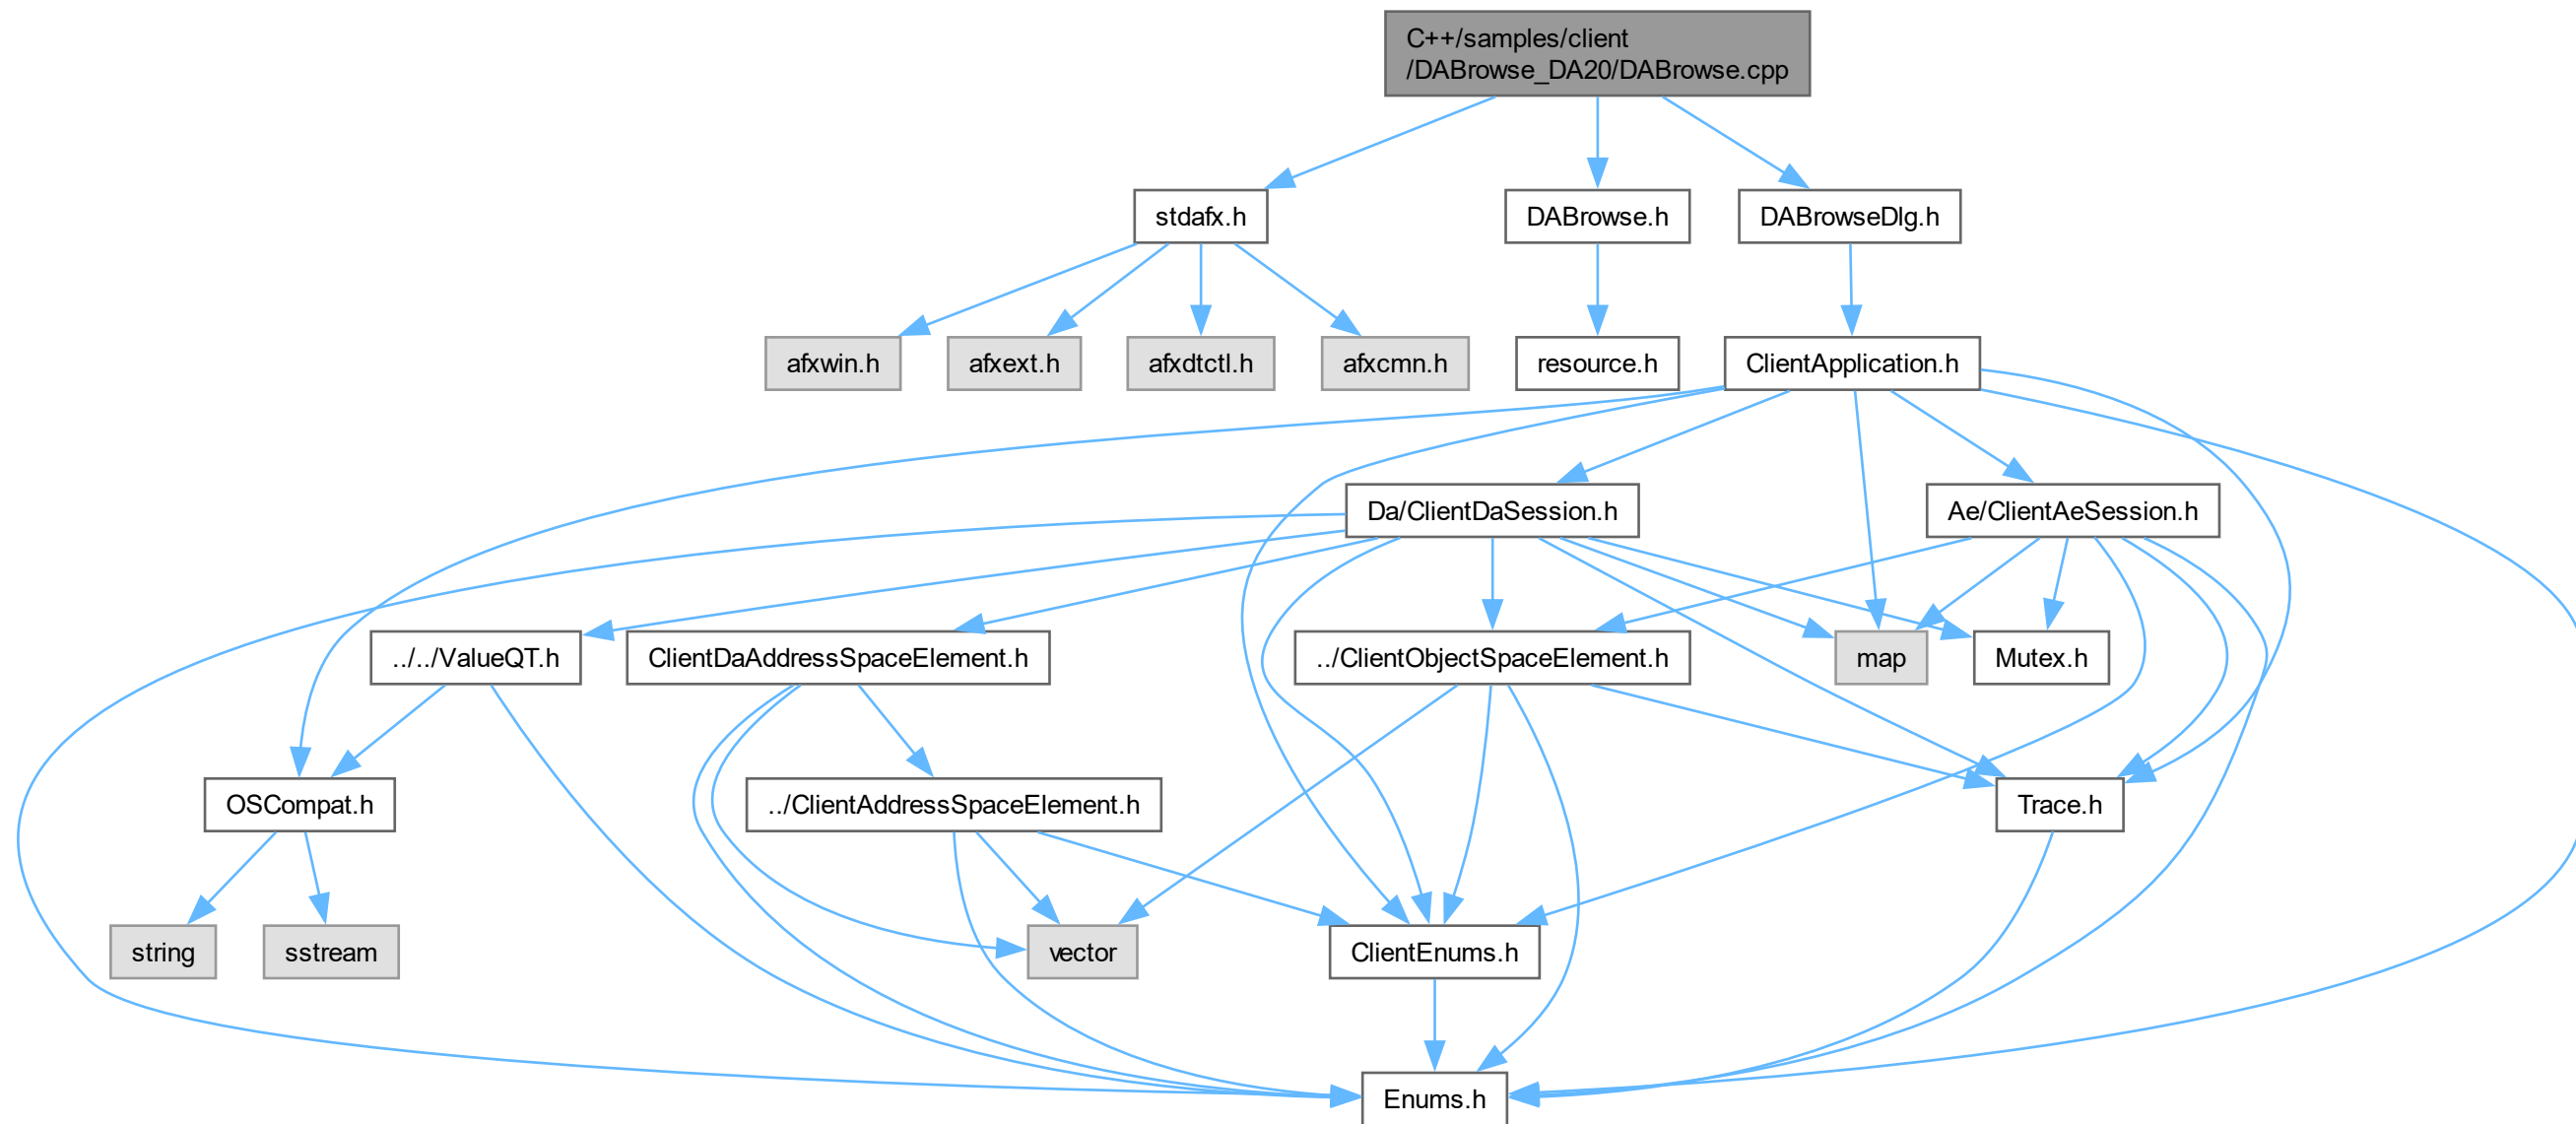 C++/samples/client
/DABrowse_DA20/DABrowse.cpp
stdafx.h
DABrowse.h
DABrowseDlg.h
afxwin.h
afxext.h
afxdtctl.h
afxcmn.h
resource.h
ClientApplication.h
Da/ClientDaSession.h
Ae/ClientAeSession.h
../../ValueQT.h
ClientDaAddressSpaceElement.h
../ClientObjectSpaceElement.h
map
Mutex.h
OSCompat.h
../ClientAddressSpaceElement.h
Trace.h
string
sstream
vector
ClientEnums.h
Enums.h